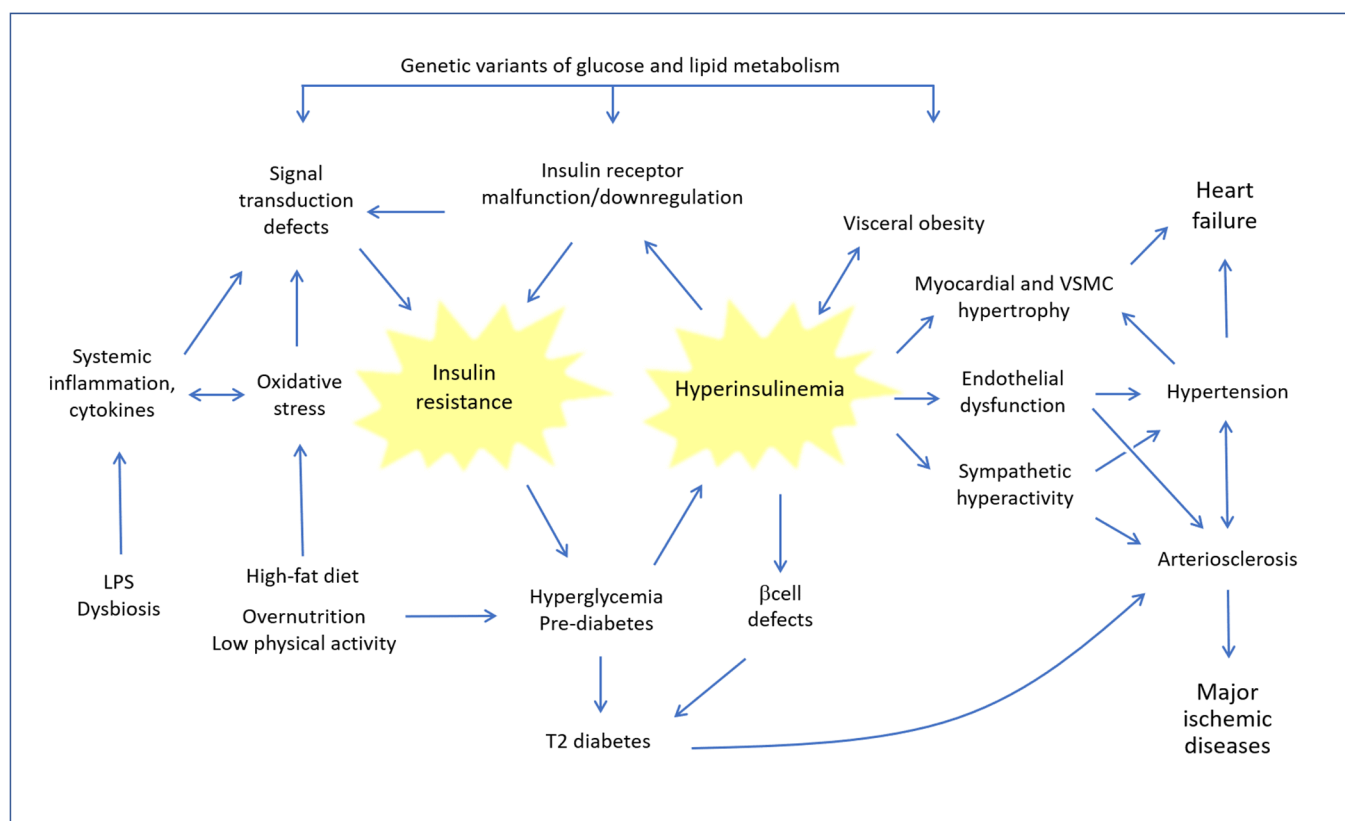 Genetic variants of glucose and lipid metabolism
Signal
transduction
defects
Insulin receptor
malfunction/downregulation
Visceral obesity
Heart
failure
Myocardial and VSMC
hypertrophy
Systemic
inflammation,
cytokines
Oxidative
stress
Insulin
resistance
Hyperinsulinemia
Endothelial
dysfunction
Hypertension
Sympathetic
hyperactivity
Arteriosclerosis
LPS
Dysbiosis
High-fat diet
Overnutrition
Low physical activity
Hyperglycemia
Pre-diabetes
βcell
defects
T2 diabetes
Major
ischemic
diseases